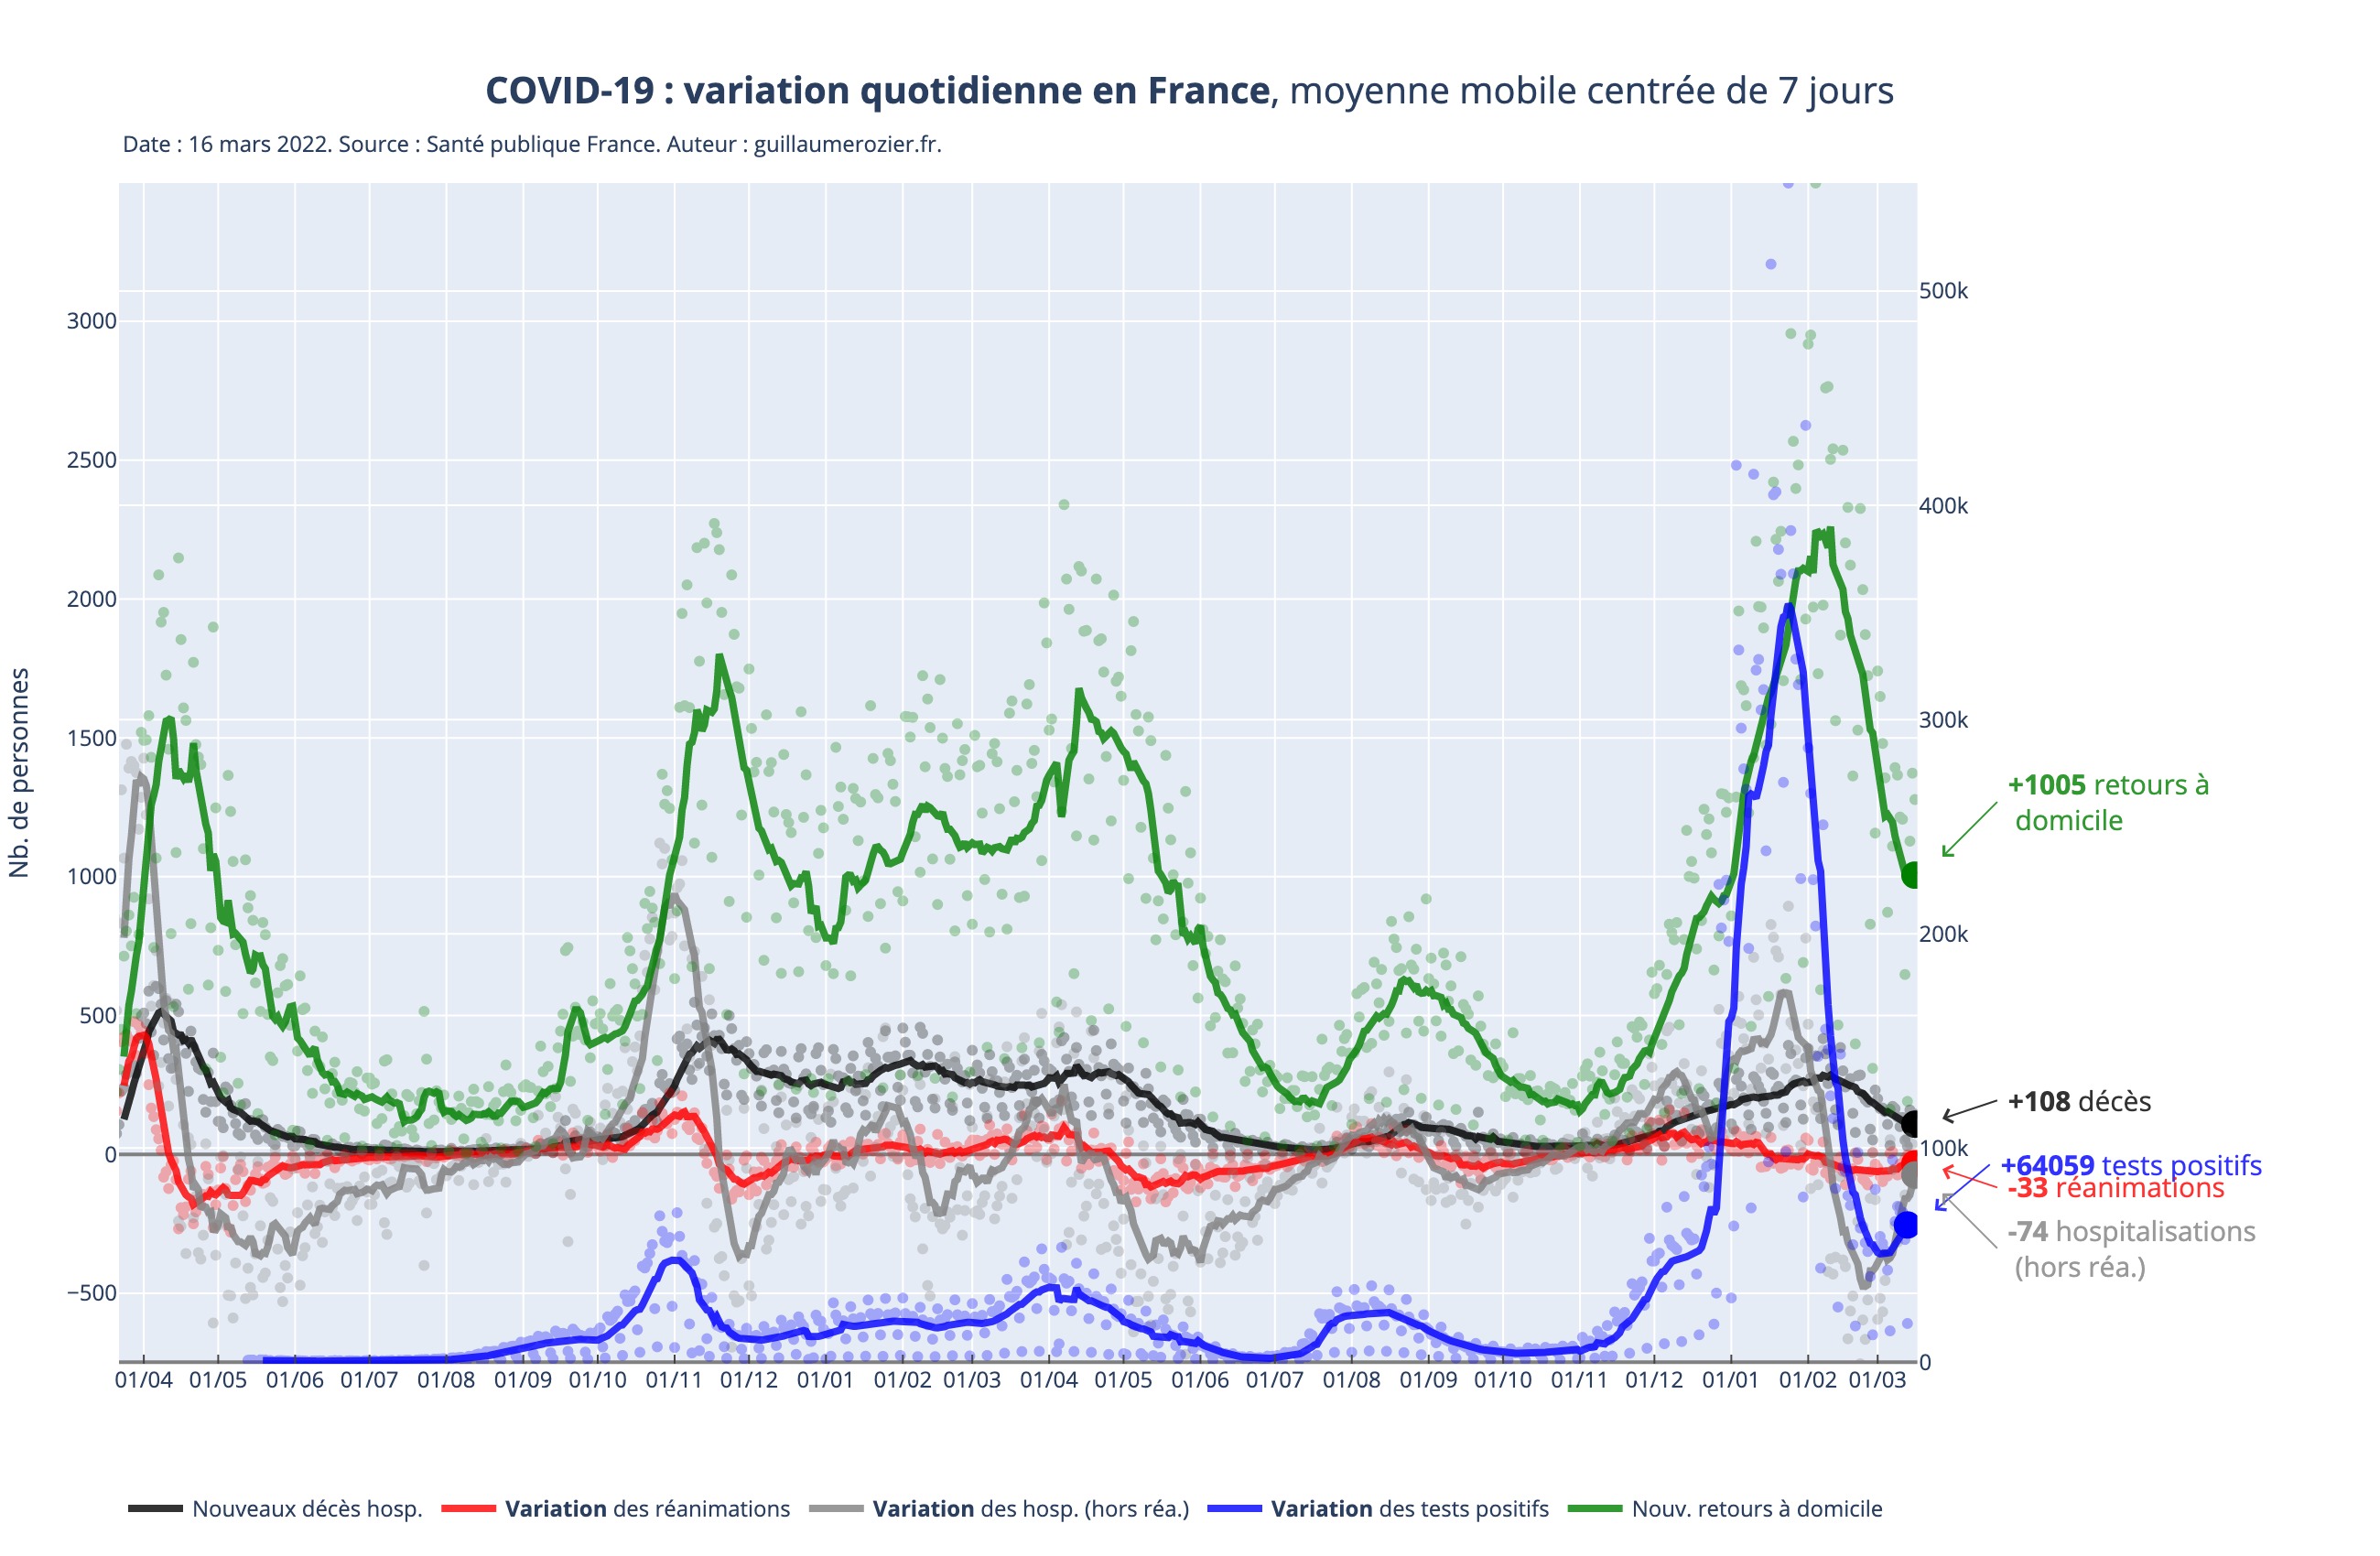 COVID-19 : variation quotidienne en France, moyenne mobile centrée de 7 jours
Date : 16 mars 2022. Source : Santé publique France. Auteur : guillaumerozier.fr.
Nb. de personnes
3000
2500
2000
1500
1000
500
0
−500
500k
400k
300k
200k
100k
0
+1005 retours à
domicile
+108 décès
+64059 tests positifs
-33 réanimations
-74 hospitalisations
(hors réa.)
01/04 01/05 01/06 01/07 01/08 01/09 01/10 01/11 01/12 01/01 01/02 01/03 01/04 01/05 01/06 01/07 01/08 01/09 01/10 01/11 01/12 01/01 01/02 01/03
Nouveaux décès hosp. Variation des réanimations Variation des hosp. (hors réa.) Variation des tests positifs Nouv. retours à domicile